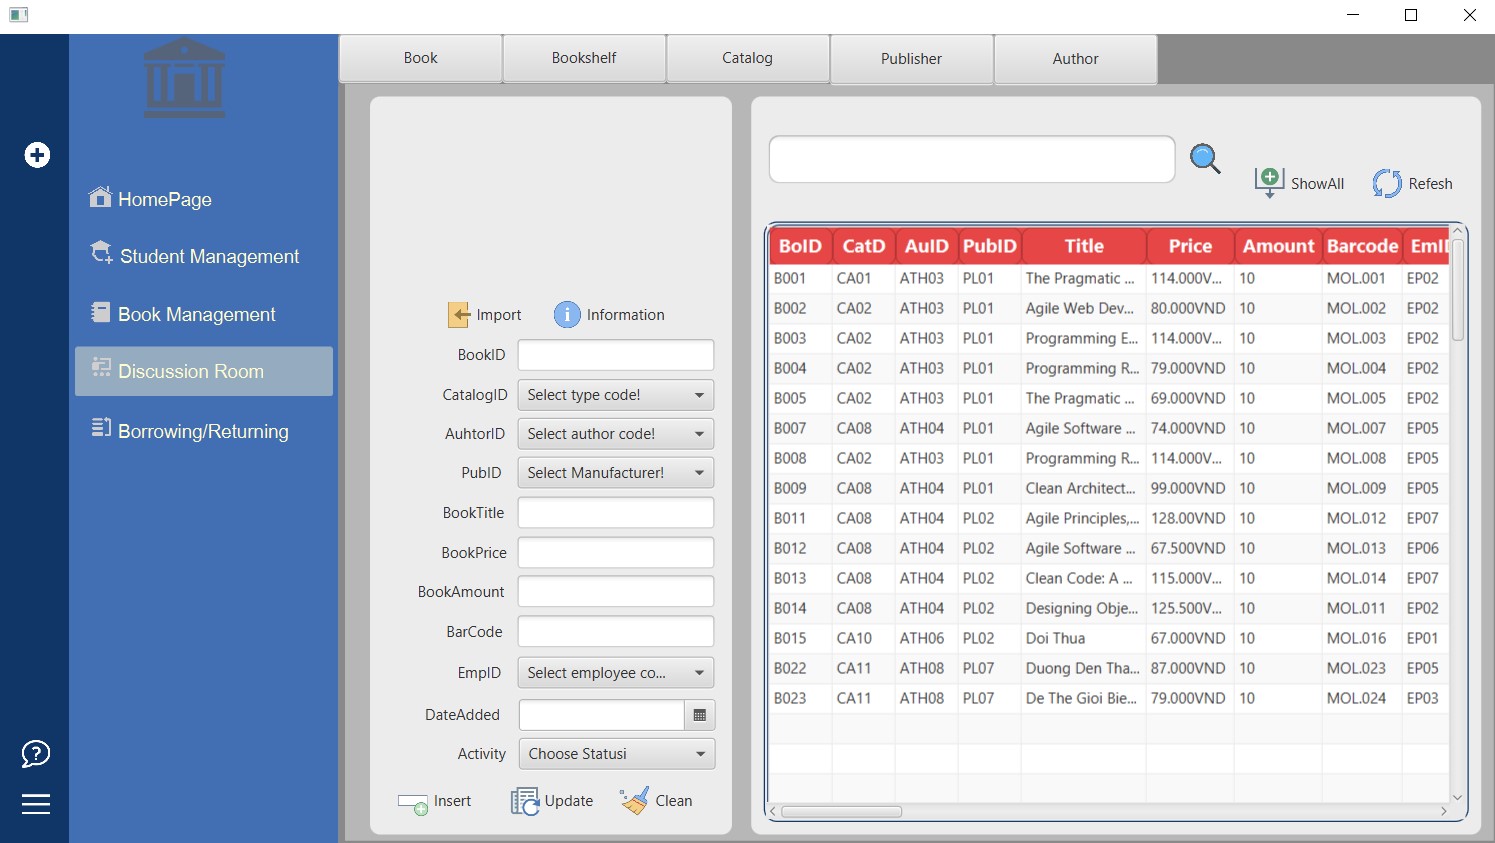 Book Bookshelf Catalog Publisher Author
HomePage
Student Management
Book Management
Discussion Room
Borrowing/Returning
Import Information
BookID
CatalogID Select type code!
AuhtorID Select author code!
PubID Select Manufacturer!
BookTitle
BookPrice
BookAmount
BarCode
EmpID Select employee co...
DateAdded
Activity Choose Statusi
Insert Update Clean
ShowAll Refesh
BoID CatD AuID PubID Title Price Amount Barcode
B001 CA01 ATH03 PL01 The Pragmatic ... 114.000V... 10 MOL.001 EP02
B002 CA02 ATH03 PL01 Agile Web Dev... 80.000VND 10 MOL.002 EP02
B003 CA02 ATH03 PL01 Programming E... 114.000V... 10 MOL.003 EP02
B004 CA02 ATH03 PL01 Programming R... 79.000VND 10 MOL.004 EP02
B005 CA02 ATH03 PL01 The Pragmatic ... 69.000VND 10 MOL.005 EP02
B007 CA08 ATH04 PL01 Agile Software ... 74.000VND 10 MOL.007 EP05
B008 CA02 ATH03 PL01 Programming R... 114.000V... 10 MOL.008 EP05
B009 CA08 ATH04 PL01 Clean Architect... 99.000VND 10 MOL.009 EP05
B011 CA08 ATH04 PL02 Agile Principles,... 128.00VND 10 MOL.012 EP07
B012 CA08 ATH04 PL02 Agile Software ... 67.500VND 10 MOL.013 EP06
B013 CA08 ATH04 PL02 Clean Code: A ... 115.000V... 10 MOL.014 EP07
B014 CA08 ATH04 PL02 Designing Obje... 125.500V... 10 MOL.011 EP02
B015 CA10 ATH06 PL02 Doi Thua 67.000VND 10 MOL.016 EP01
B022 CA11 ATH08 PL07 Duong Den Tha... 87.000VND 10 MOL.023 EP05
B023 CA11 ATH08 PL07 De The Gioi Bie... 79.000VND 10 MOL.024 EP03